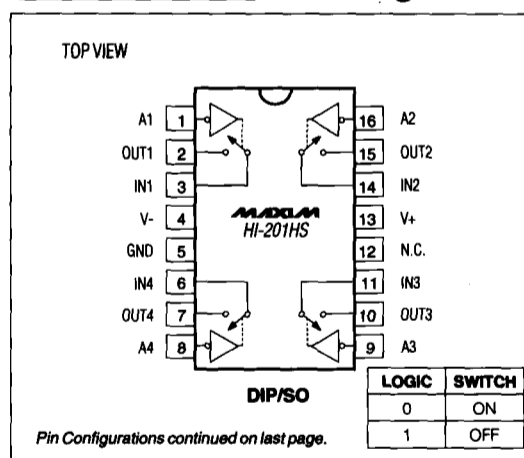 TOP VIEW
A1 1 16 A2
OUT1 2 15 OUT2
IN1 3 14 IN2
V- 4 MAXIM 13 V+
HI-201HS
GND 5 12 N.C.
IN4 6 11 IN3
OUT4 7 10 OUT3
A4 8 9 A3
DIP/SO
LOGIC SWITCH
0 ON
1 OFF
Pin Configurations continued on last page.